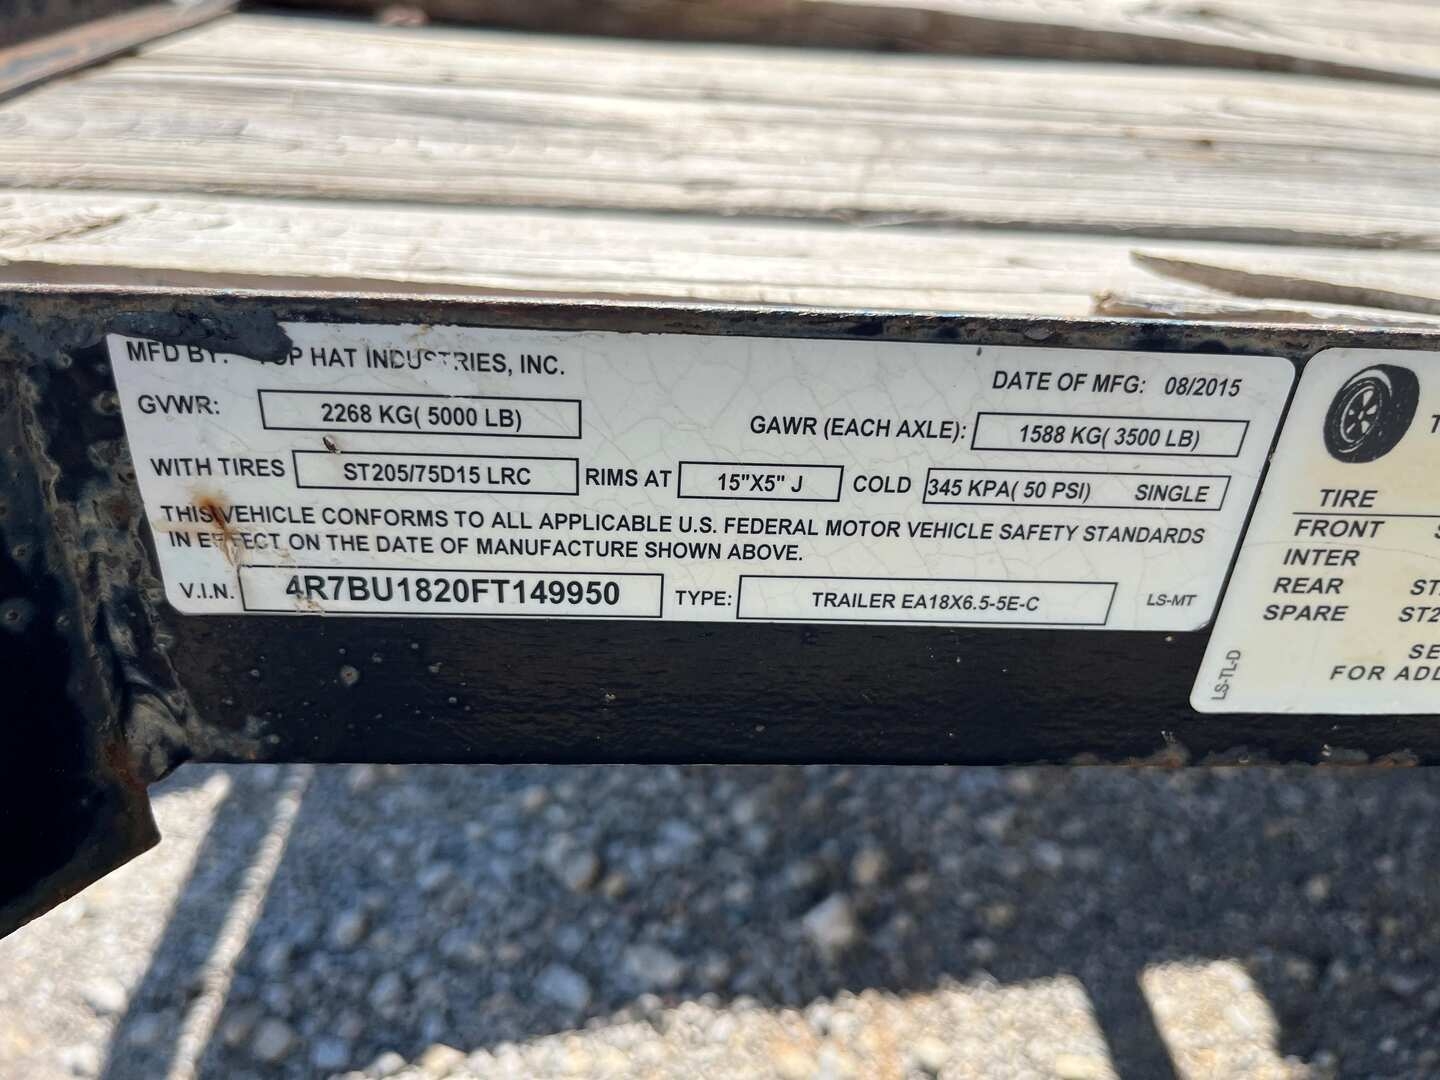 MFD BY: TOP HAT INDUSTRIES, INC.
DATE OF MFG: 08/2015
GVWR: 2268 KG( 5000 LB)
GAWR (EACH AXLE): 1588 KG( 3500 LB)
WITH TIRES ST205/75D15 LRC RIMS AT 15"X5" J COLD 345 KPA( 50 PSI) SINGLE
THIS VEHICLE CONFORMS TO ALL APPLICABLE U.S. FEDERAL MOTOR VEHICLE SAFETY STANDARDS
IN EFFECT ON THE DATE OF MANUFACTURE SHOWN ABOVE.
V.I.N. 4R7BU1820FT149950 TYPE: TRAILER EA18X6.5-5E-C LS-MT
TIRE
FRONT
INTER
REAR
SPARE
FOR
LS-TL-D